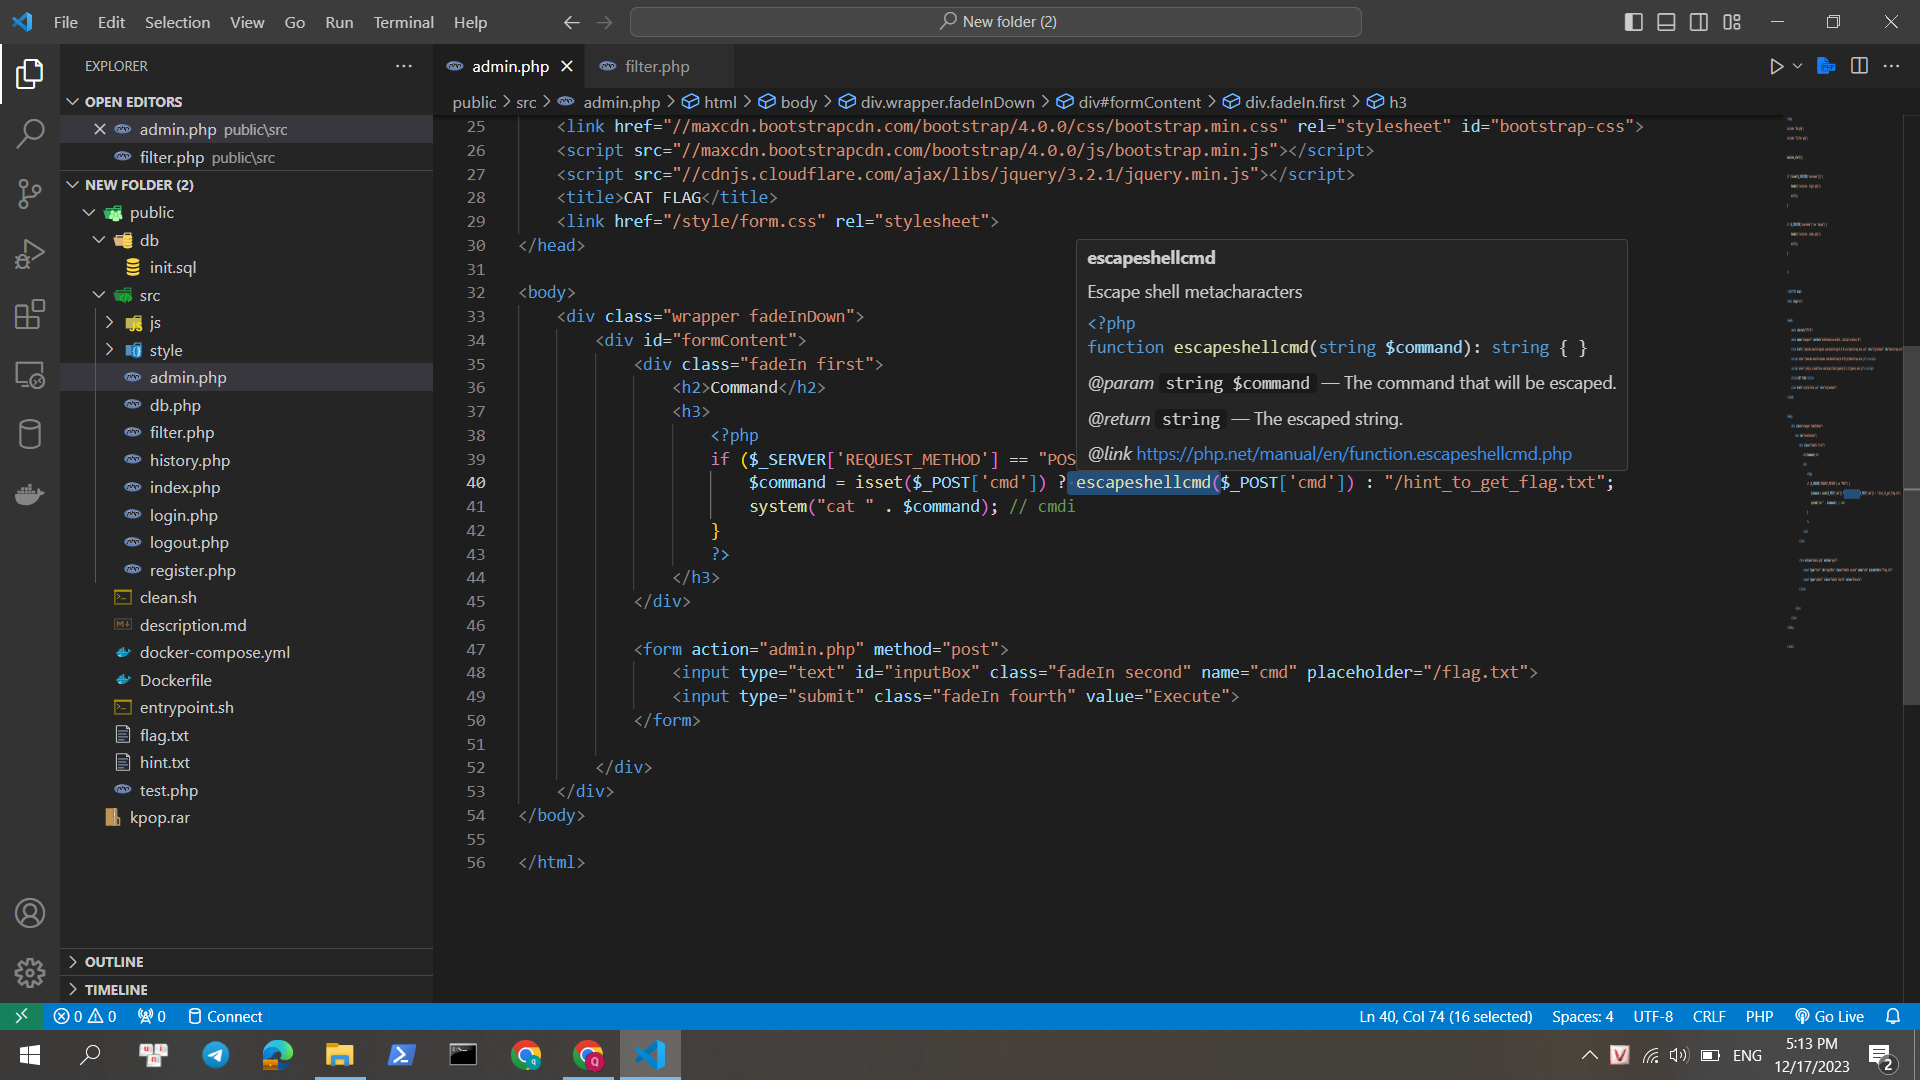 File Edit Selection View Go Run Terminal Help
New folder (2)
EXPLORER
OPEN EDITORS
admin.php public\src
filter.php public\src
NEW FOLDER (2)
public
db
init.sql
src
js
style
admin.php
db.php
filter.php
history.php
index.php
login.php
logout.php
register.php
clean.sh
description.md
docker-compose.yml
Dockerfile
entrypoint.sh
flag.txt
hint.txt
test.php
kpop.rar
OUTLINE
TIMELINE
admin.php
filter.php
public > src > admin.php > html > body > div.wrapper.fadeInDown > div#formContent > div.fadeIn.first > h3
25 <link href="//maxcdn.bootstrapcdn.com/bootstrap/4.0.0/css/bootstrap.min.css" rel="stylesheet" id="bootstrap-css">
26 <script src="//maxcdn.bootstrapcdn.com/bootstrap/4.0.0/js/bootstrap.min.js"></script>
27 <script src="//cdnjs.cloudflare.com/ajax/libs/jquery/3.2.1/jquery.min.js"></script>
28 <title>CAT FLAG</title>
29 <link href="/style/form.css" rel="stylesheet">
30 </head>
31
32 <body>
33 <div class="wrapper fadeInDown">
34 <div id="formContent">
35 <div class="fadeIn first">
36 <h2>Command</h2>
37 <h3>
38 <?php
39 if ($_SERVER['REQUEST_METHOD'] == "POS
40 $command = isset($_POST['cmd']) ? escapeshellcmd($_POST['cmd']) : "/hint_to_get_flag.txt";
41 system("cat " . $command); // cmdi
42 }
43 ?>
44 </h3>
45 </div>
46
47 <form action="admin.php" method="post">
48 <input type="text" id="inputBox" class="fadeIn second" name="cmd" placeholder="/flag.txt">
49 <input type="submit" class="fadeIn fourth" value="Execute">
50 </form>
51
52 </div>
53 </div>
54 </body>
55
56 </html>
escapeshellcmd
Escape shell metacharacters
<?php
function escapeshellcmd(string $command): string { }
@param string $command — The command that will be escaped.
@return string — The escaped string.
@link https://php.net/manual/en/function.escapeshellcmd.php
0 0 0 Connect
Ln 40, Col 74 (16 selected) Spaces: 4 UTF-8 CRLF PHP Go Live
ENG
5:13 PM
12/17/2023
2